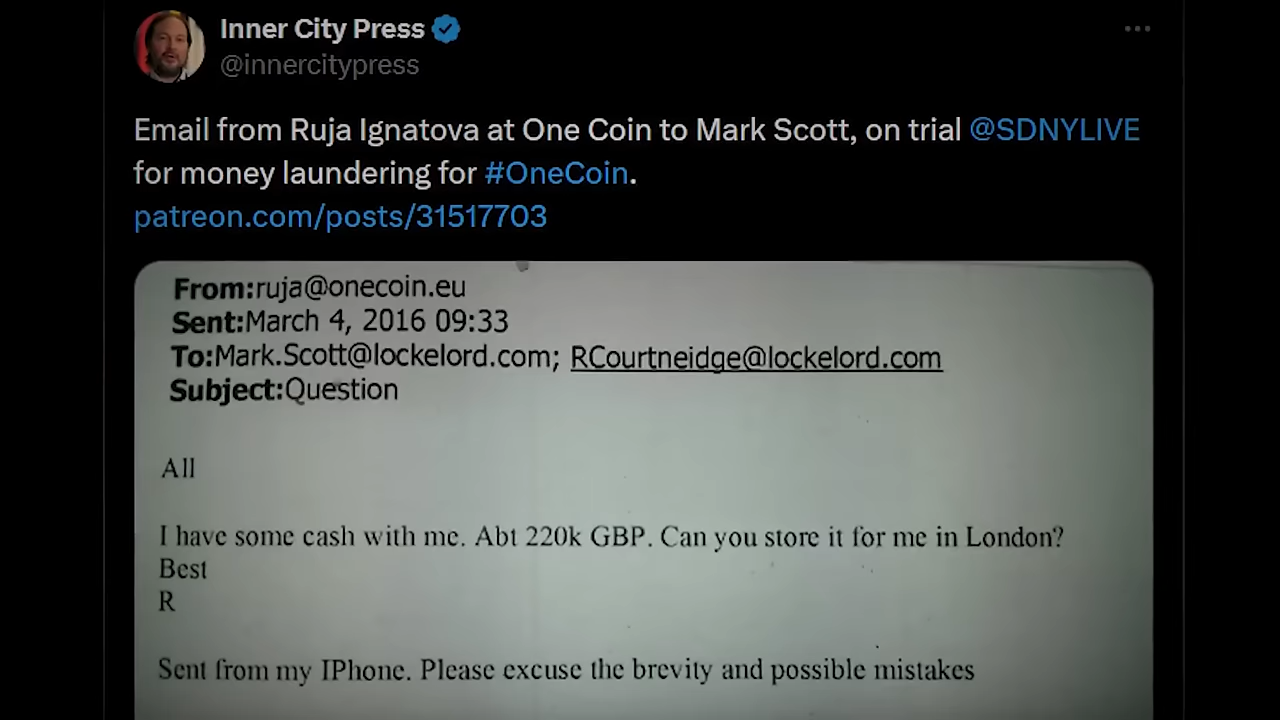 Inner City Press
@innercitypress
Email from Ruja Ignatova at One Coin to Mark Scott, on trial @SDNYLIVE
for money laundering for #OneCoin.
patreon.com/posts/31517703
From:ruja@onecoin.eu
Sent:March 4, 2016 09:33
To:Mark.Scott@lockelord.com; RCourtneidge@lockelord.com
Subject:Question
All
I have some cash with me. Abt 220k GBP. Can you store it for me in London?
Best
R
Sent from my IPhone. Please excuse the brevity and possible mistakes